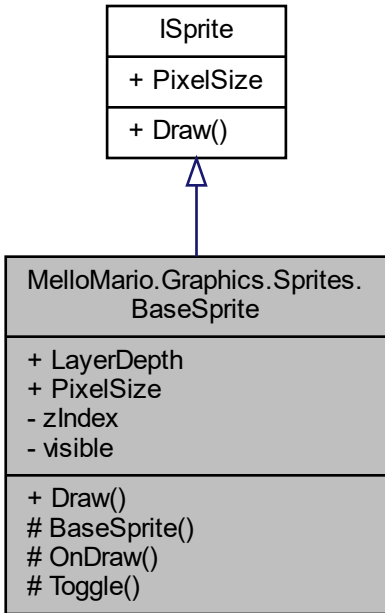 ISprite
+ PixelSize
+ Draw()
MelloMario.Graphics.Sprites.
BaseSprite
+ LayerDepth
+ PixelSize
- zIndex
- visible
+ Draw()
# BaseSprite()
# OnDraw()
# Toggle()